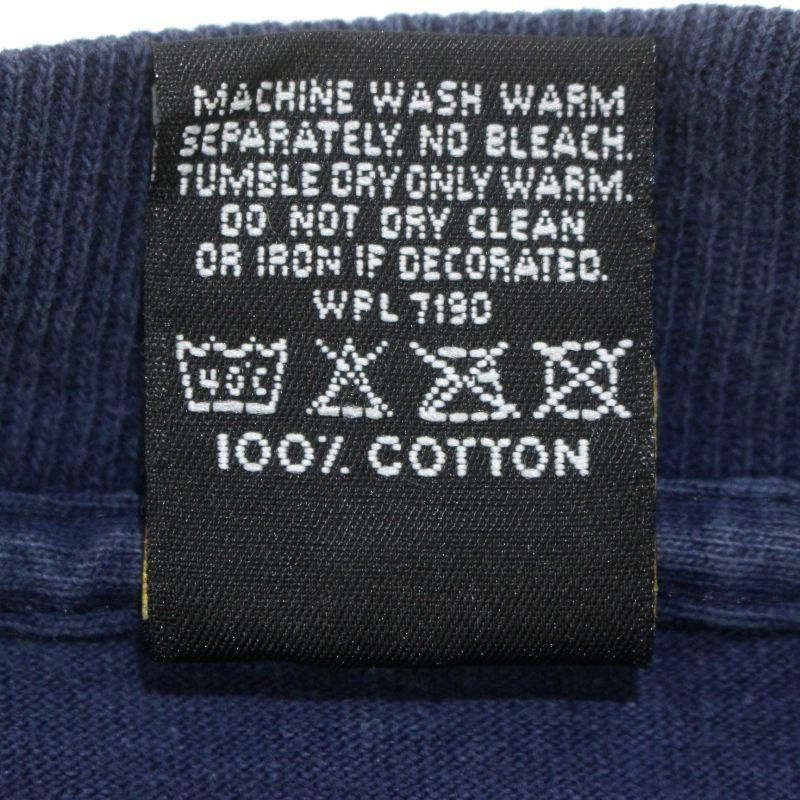 MACHINE WASH WARM
SEPARATELY. NO BLEACH.
TUMBLE DRY ONLY WARM.
DO NOT DRY CLEAN
OR IRON IF DECORATED.
WPL 7190
40°C
100% COTTON